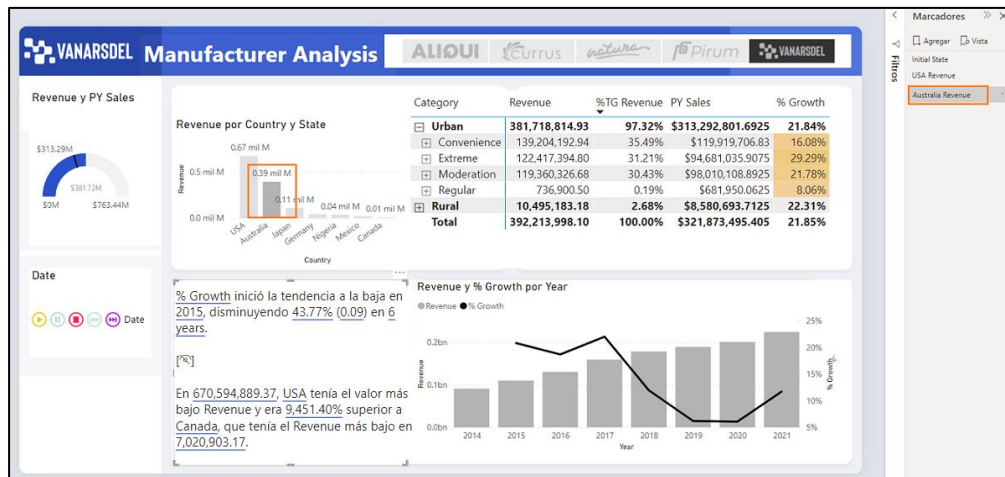 VANARSDEL Manufacturer Analysis
ALIQUI Currus natura Pirum VANARSDEL
Marcadores
Agregar Vista
Initial State
USA Revenue
Australia Revenue
Filtros
Revenue y PY Sales
$313.29M
$381.72M
$0M $763.44M
Date
Date
Revenue por Country y State
0.67 mil M
0.39 mil M
0.11 mil M
0.04 mil M
0.01 mil M
0.5 mil M
0.0 mil M
Revenue
USA Australia Japan Germany Nigeria Mexico Canada
Country
Category Revenue %TG Revenue PY Sales % Growth
Urban 381,718,814.93 97.32% $313,292,801.6925 21.84%
Convenience 139,204,192.94 35.49% $119,919,706.83 16.08%
Extreme 122,417,394.80 31.21% $94,681,035.9075 29.29%
Moderation 119,360,326.68 30.43% $98,010,108.8925 21.78%
Regular 736,900.50 0.19% $681,950.0625 8.06%
Rural 10,495,183.18 2.68% $8,580,693.7125 22.31%
Total 392,213,998.10 100.00% $321,873,495.405 21.85%
% Growth inició la tendencia a la baja en
2015, disminuyendo 43.77% (0.09) en 6
years.
En 670,594,889.37, USA tenía el valor más
bajo Revenue y era 9,451.40% superior a
Canada, que tenía el Revenue más bajo en
7,020,903.17.
Revenue y % Growth por Year
Revenue % Growth
0.2bn
0.1bn
0.0bn
Revenue
25%
20%
15%
10%
5%
% Growth
2014 2015 2016 2017 2018 2019 2020 2021
Year